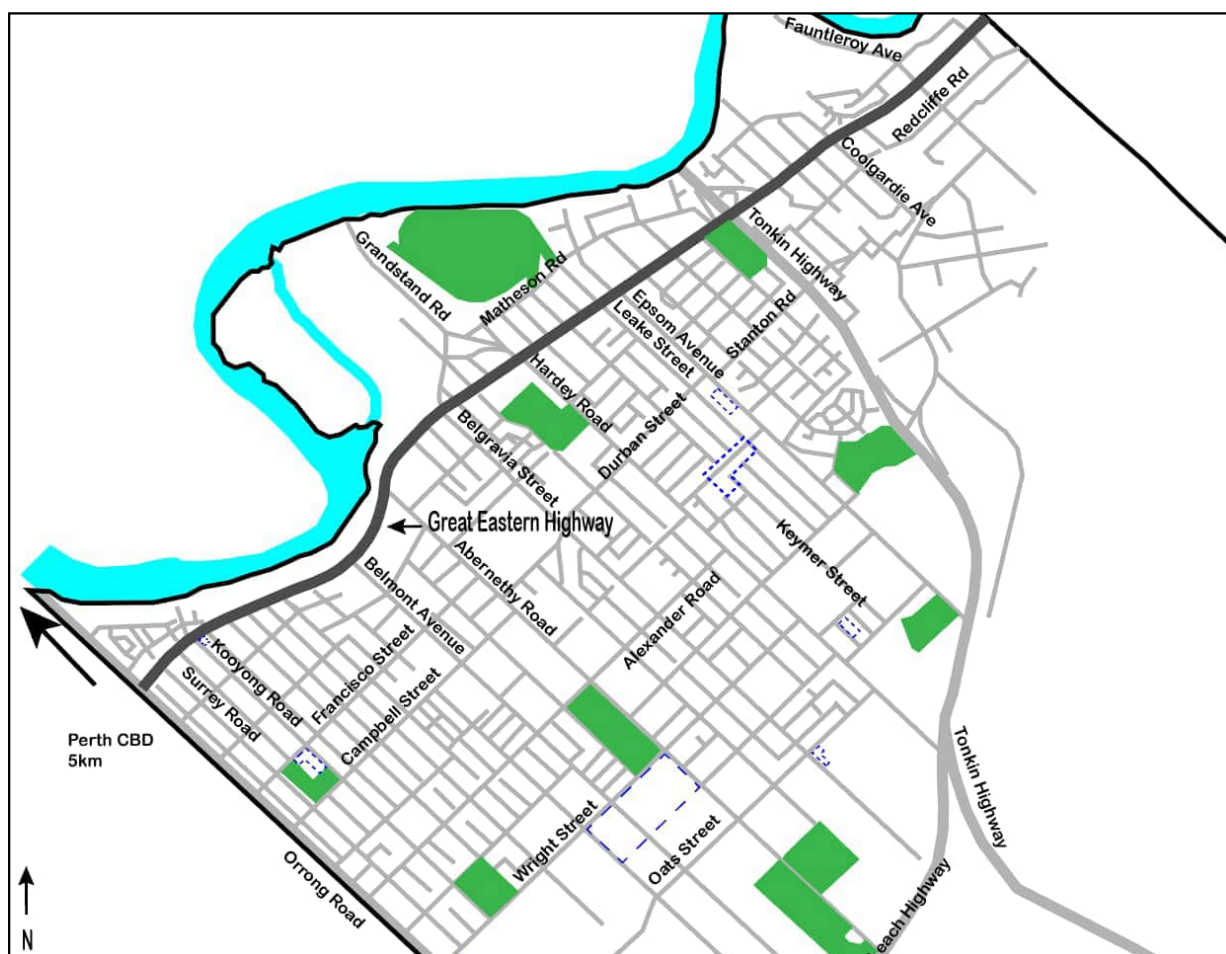 Fauntleroy Ave
Redcliffe Rd
Coolgardie Ave
Tonkin Highway
Grandstand Rd
Matheson Rd
Epsom Avenue
Leake Street
Stanton Rd
Hardey Road
Durban Street
Belgravia Street
Great Eastern Highway
Keymer Street
Abernethy Road
Belmont Avenue
Alexander Road
Kooyong Road
Francisco Street
Surrey Road
Campbell Street
Perth CBD
5km
Tonkin Highway
Wright Street
Oats Street
Orrong Road
each Highway
N